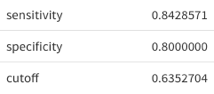 sensitivity 0.8428571
specificity 0.8000000
cutoff 0.6352704